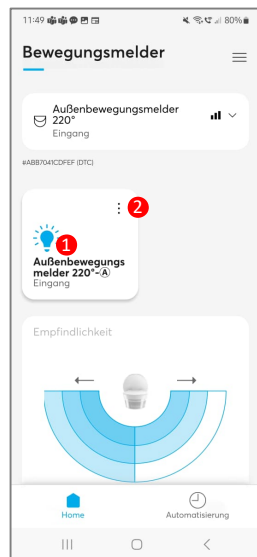 11:49 80%
Bewegungsmelder
Außenbewegungsmelder
220°
Eingang
#ABB7041CDFEF (DTC)
2
1
Außenbewegungs
melder 220°-Ⓐ
Eingang
Empfindlichkeit
Home Automatisierung